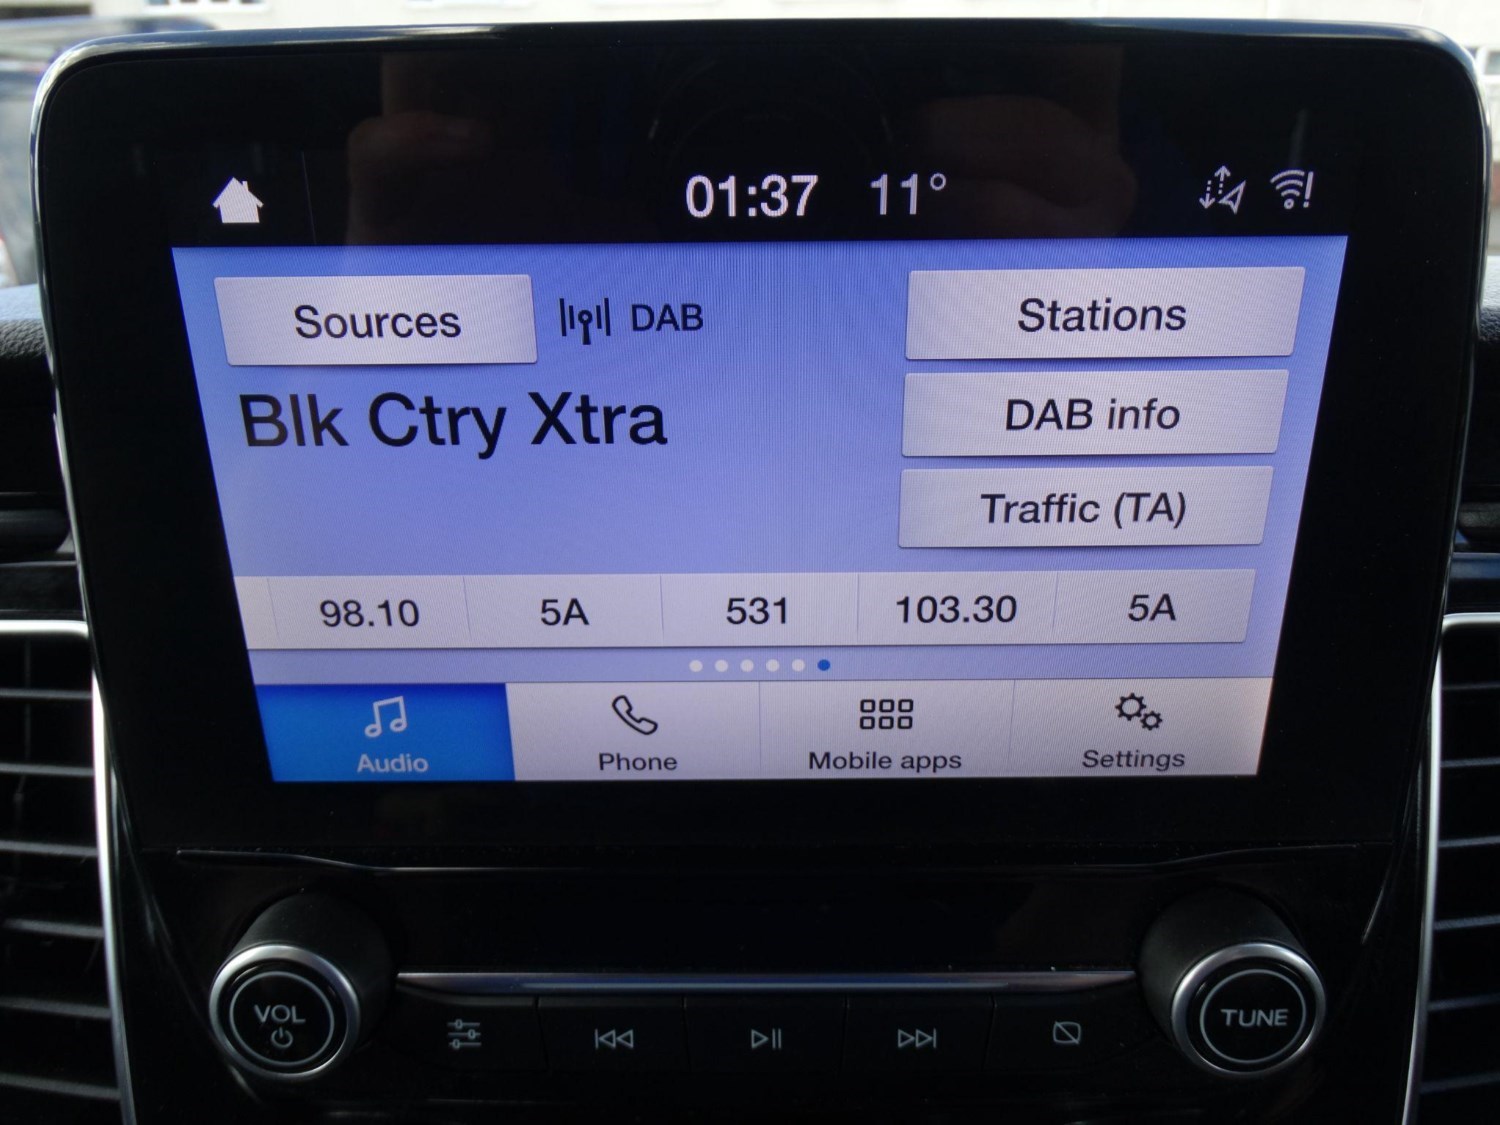 01:37 11°
Sources DAB Stations
Blk Ctry Xtra
DAB info
Traffic (TA)
98.10 5A 531 103.30 5A
Audio Phone Mobile apps Settings
VOL TUNE